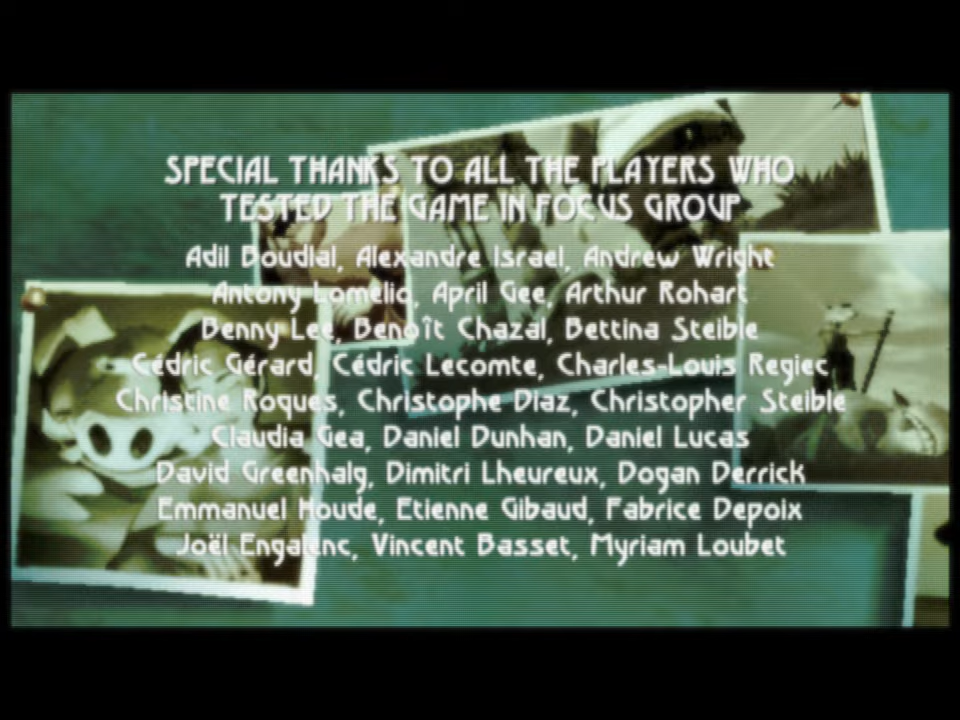 SPECIAL THANKS TO ALL THE PLAYERS WHO
TESTED THE GAME IN FOCUS GROUP
Adil Boudlal, Alexandre Israel, Andrew Wright
Antony Lomelio, April Gee, Arthur Rohart
Benny Lee, Benoît Chazal, Bettina Steible
Cédric Gérard, Cédric Lecomte, Charles-Louis Regiec
Christine Roques, Christophe Diaz, Christopher Steible
Claudia Gea, Daniel Dunhan, Daniel Lucas
David Greenhalg, Dimitri Lheureux, Dogan Derrick
Emmanuel Houde, Etienne Gibaud, Fabrice Depoix
Joël Engalenc, Vincent Basset, Myriam Loubet